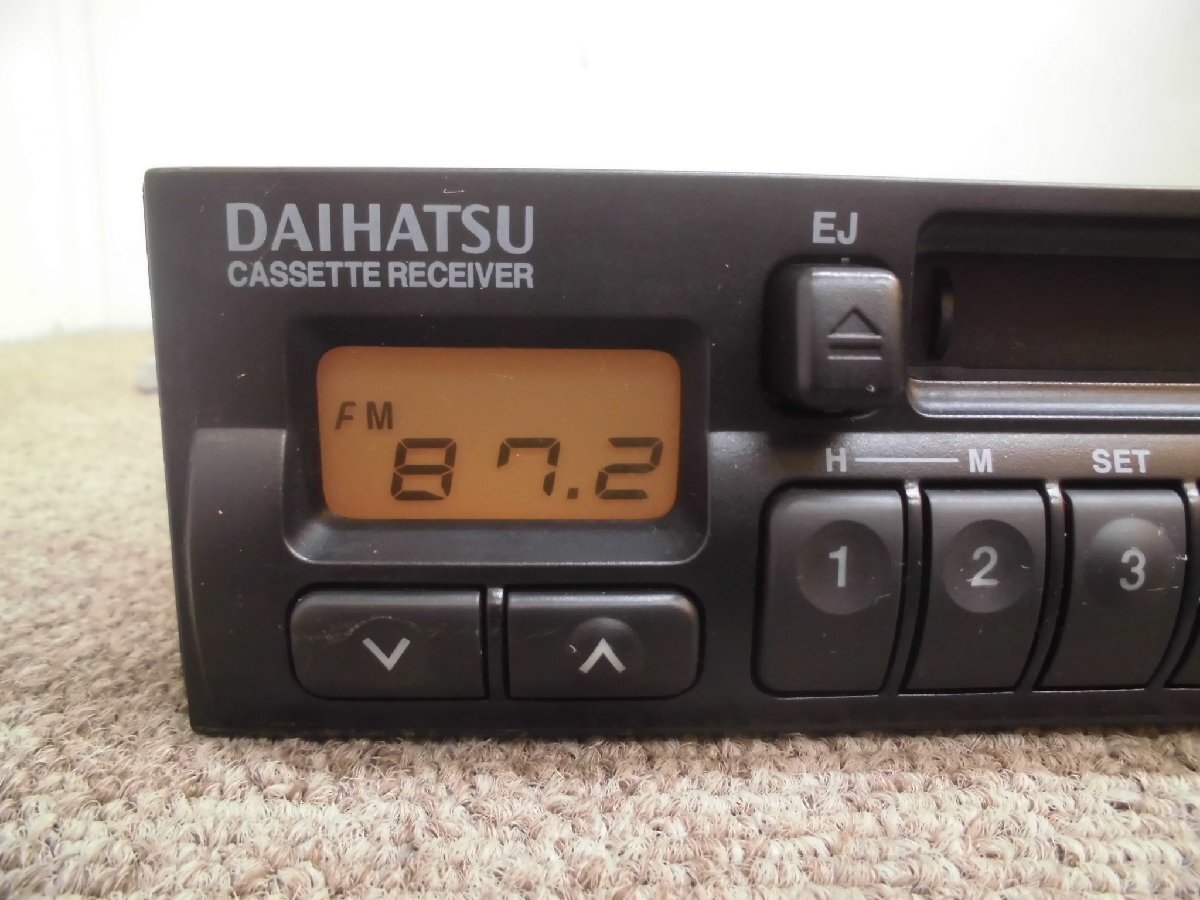 DAIHATSU
CASSETTE RECEIVER
EJ
FM
87.2
H M SET
1 2 3